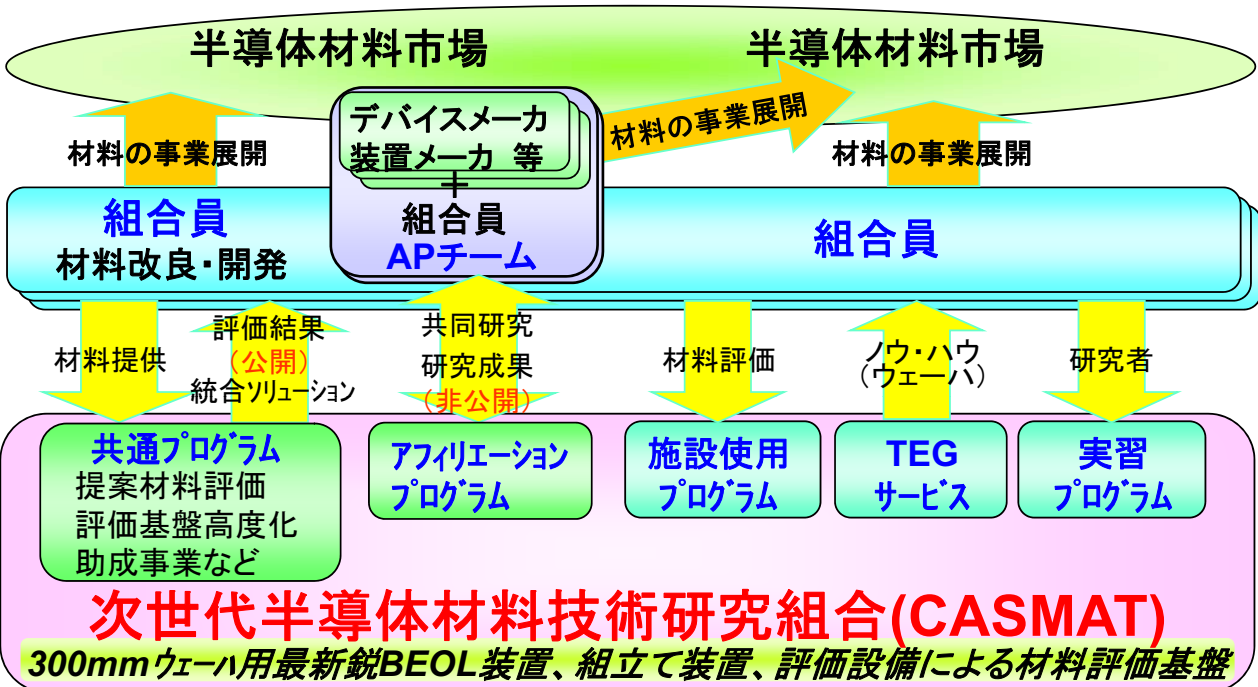 半導体材料市場
半導体材料市場
デバイスメーカ
装置メーカ 等
+
組合員
APチーム
材料の事業展開
材料の事業展開
材料の事業展開
組合員
材料改良・開発
組合員
材料提供
評価結果
(公開)
統合ソリューション
共同研究
研究成果
(非公開)
材料評価
ノウ・ハウ
(ウェーハ)
研究者
共通プログラム
提案材料評価
評価基盤高度化
助成事業など
アフィリエーション
プログラム
施設使用
プログラム
TEG
サービス
実習
プログラム
次世代半導体材料技術研究組合(CASMAT)
300mmウェーハ用最新鋭BEOL装置、組立て装置、評価設備による材料評価基盤